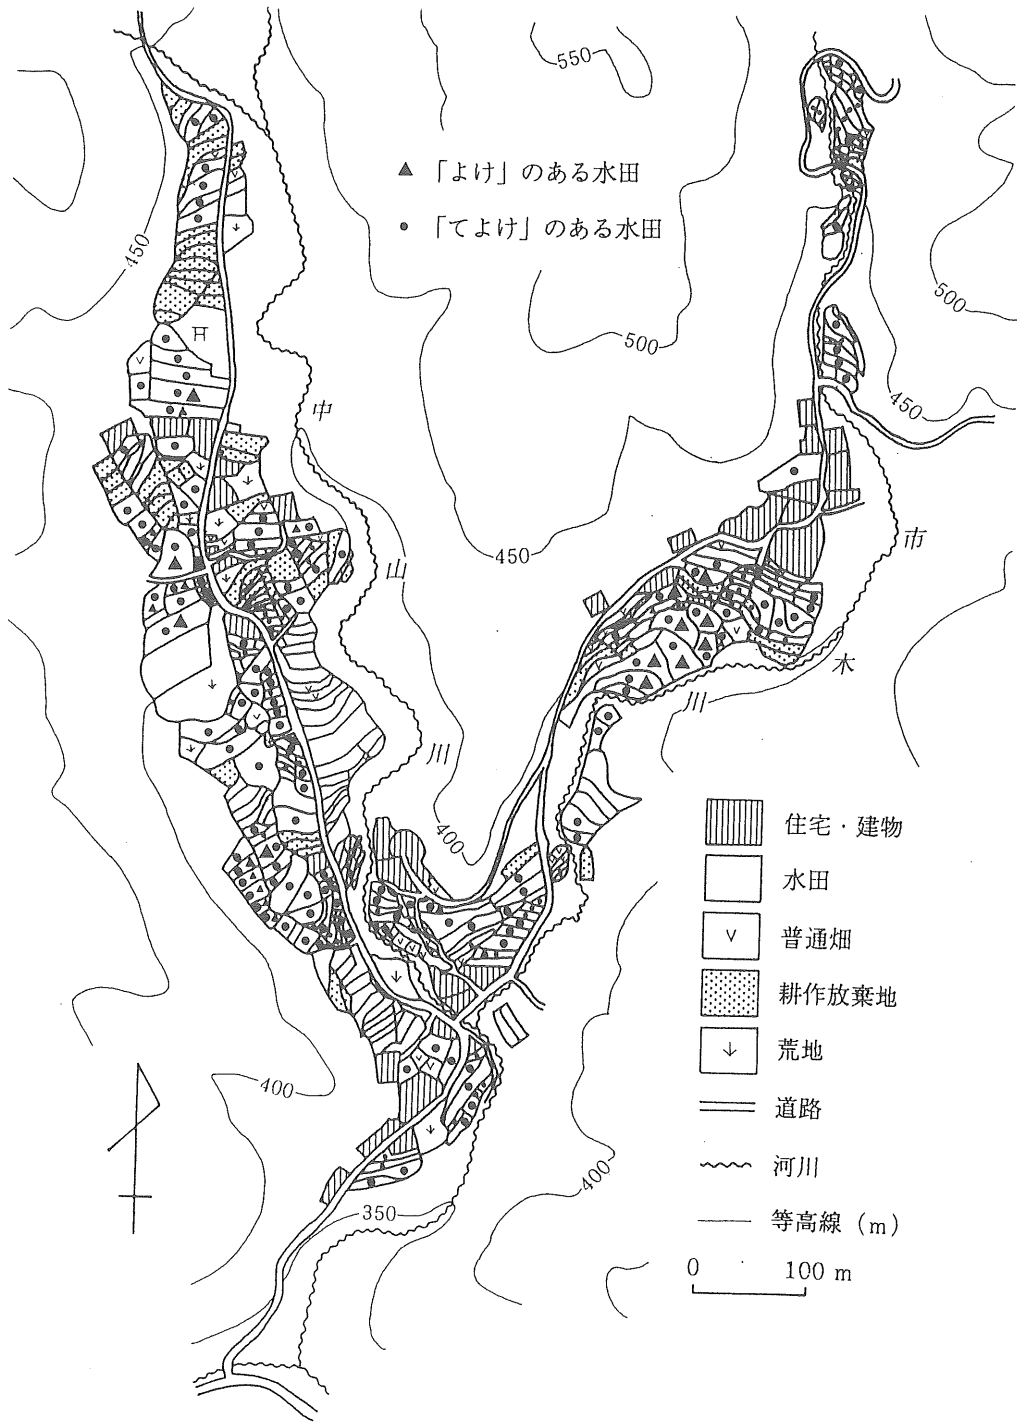 550
▲「よけ」のある水田
●「てよけ」のある水田
450
500
500
450
中
山
川
450
市
木
川
400
住宅・建物
水田
普通畑
耕作放棄地
荒地
道路
河川
等高線（m）
400
400
350
0 100 m